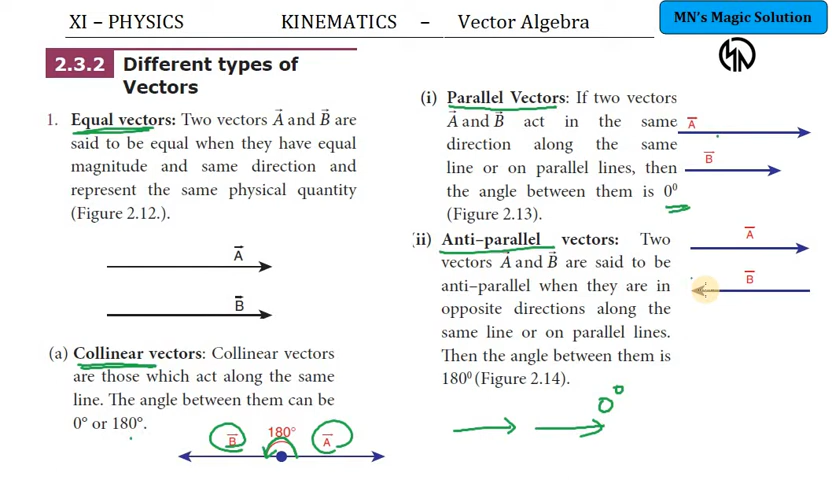 XI – PHYSICS KINEMATICS – Vector Algebra
MN's Magic Solution
MN
2.3.2 Different types of
Vectors
1. Equal vectors: Two vectors A⃗ and B⃗ are
said to be equal when they have equal
magnitude and same direction and
represent the same physical quantity
(Figure 2.12.).
A⃗
B⃗
(a) Collinear vectors: Collinear vectors
are those which act along the same
line. The angle between them can be
0° or 180°.
B̅ 180° A̅
(i) Parallel Vectors: If two vectors
A⃗ and B⃗ act in the same
direction along the same
line or on parallel lines, then
the angle between them is 0⁰
(Figure 2.13).
A̅
B̅
(ii) Anti-parallel vectors: Two
vectors A⃗ and B⃗ are said to be
anti–parallel when they are in
opposite directions along the
same line or on parallel lines.
Then the angle between them is
180⁰ (Figure 2.14).
A̅
B̅
0°